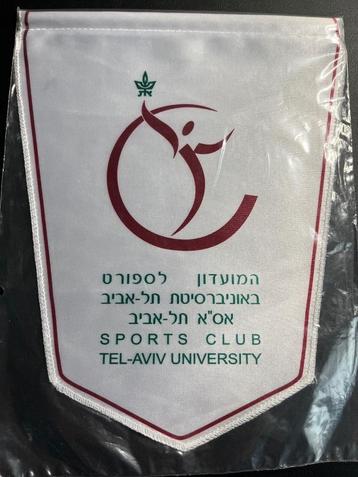 המועדון לספורט
באוניברסיטת תל-אביב
אס"א תל-אביב
SPORTS CLUB
TEL-AVIV UNIVERSITY